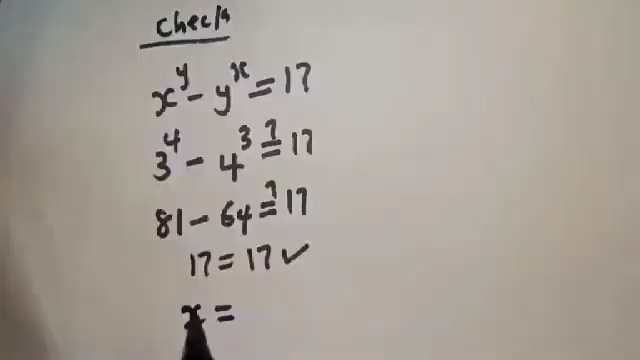 Check
x^y - y^x = 17
3^4 - 4^3 ?= 17
81 - 64 ?= 17
17 = 17 ✓
x =